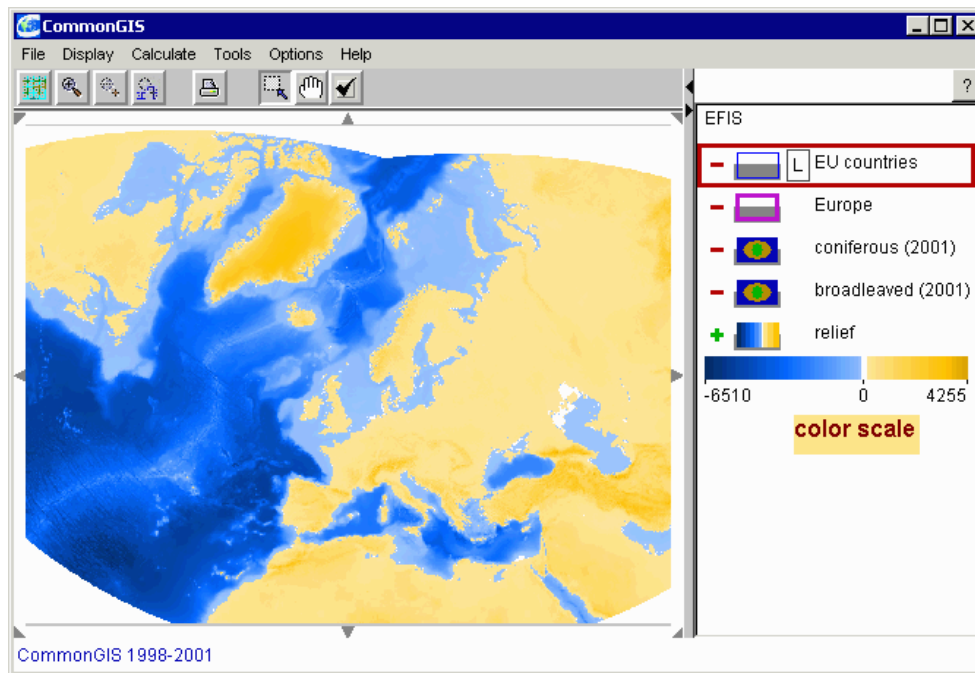 CommonGIS
File Display Calculate Tools Options Help
?
EFIS
L EU countries
Europe
coniferous (2001)
broadleaved (2001)
relief
-6510 0 4255
color scale
CommonGIS 1998-2001